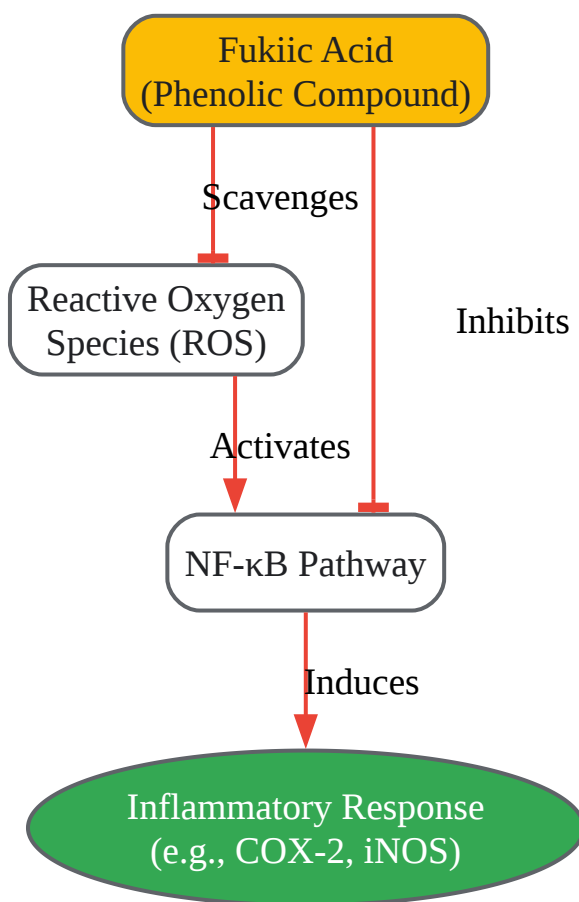 Fukiic Acid
(Phenolic Compound)
Scavenges
Reactive Oxygen
Species (ROS)
Inhibits
Activates
NF-κB Pathway
Induces
Inflammatory Response
(e.g., COX-2, iNOS)